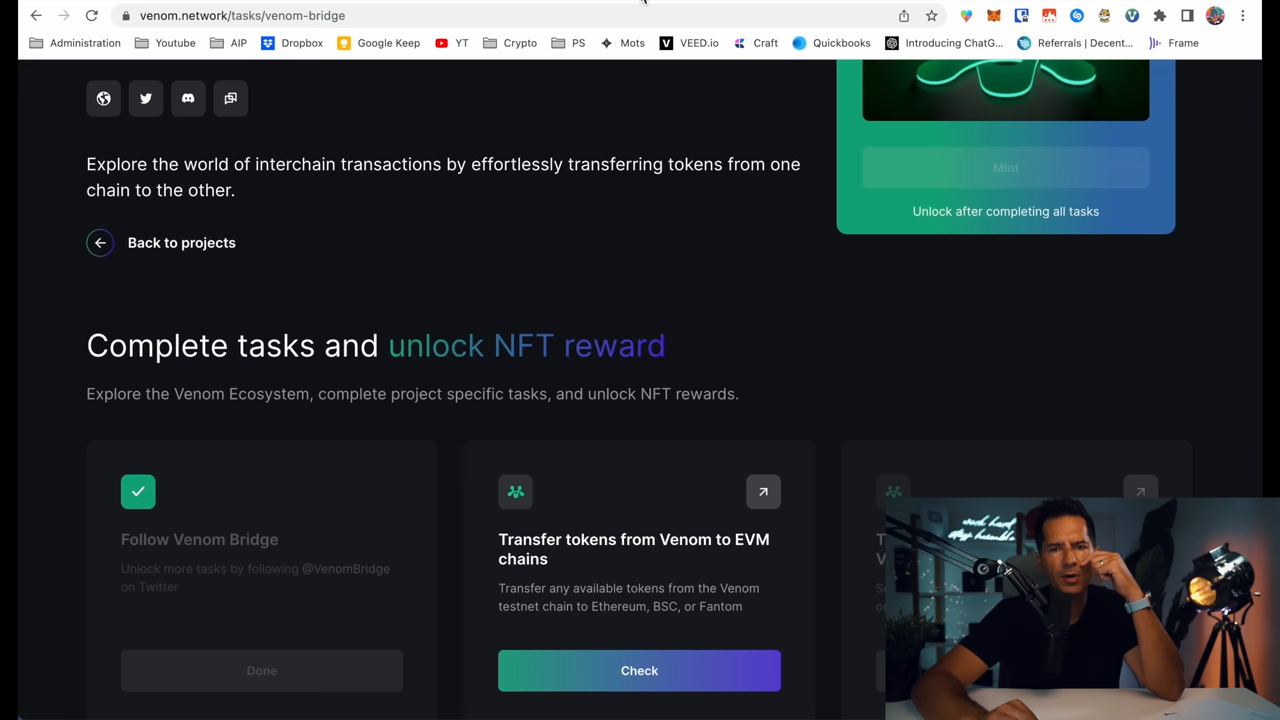 venom.network/tasks/venom-bridge
Administration
Youtube
AIP
Dropbox
Google Keep
YT
Crypto
PS
Mots
VEED.io
Craft
Quickbooks
Introducing ChatG...
Referrals | Decent...
Frame
Explore the world of interchain transactions by effortlessly transferring tokens from one
chain to the other.
Back to projects
Mint
Unlock after completing all tasks
Complete tasks and unlock NFT reward
Explore the Venom Ecosystem, complete project specific tasks, and unlock NFT rewards.
Follow Venom Bridge
Unlock more tasks by following @VenomBridge
on Twitter
Done
Transfer tokens from Venom to EVM
chains
Transfer any available tokens from the Venom
testnet chain to Ethereum, BSC, or Fantom
Check
work hard
stay humble